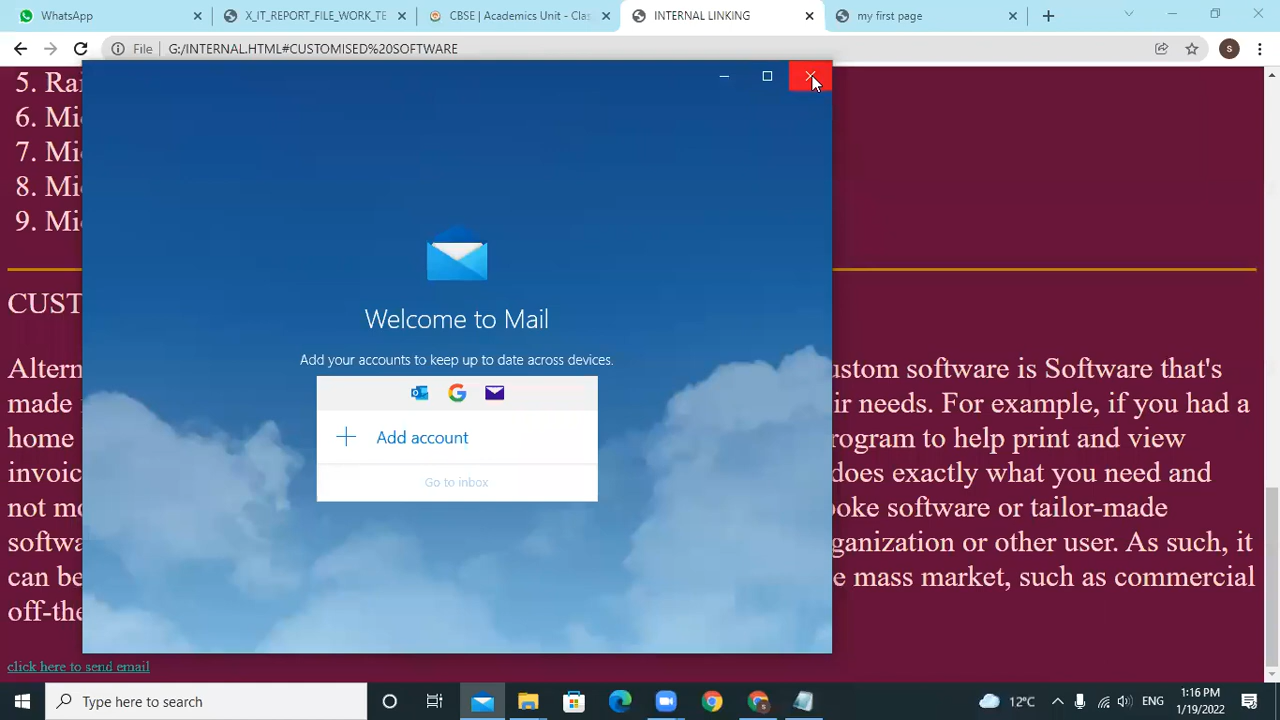 WhatsApp
X_IT_REPORT_FILE_WORK_TE
CBSE | Academics Unit - Clas
INTERNAL LINKING
my first page
File
G:/INTERNAL.HTML#CUSTOMISED%20SOFTWARE
s
5. Rai
6. Mi
7. Mi
8. Mi
9. Mi
Welcome to Mail
Add your accounts to keep up to date across devices.
Add account
Go to inbox
CUST
Altern
ustom software is Software that's
made
ir needs. For example, if you had a
home
rogram to help print and view
invoic
does exactly what you need and
not mo
oke software or tailor-made
softwa
ganization or other user. As such, it
can be
e mass market, such as commercial
off-the
click here to send email
Type here to search
12°C
ENG
1:16 PM
1/19/2022